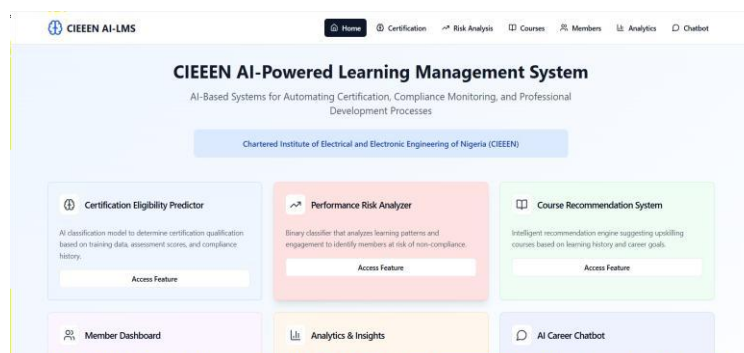 CIEEEN AI-LMS
Home Certification Risk Analysis Courses Members Analytics Chatbot
CIEEEN AI-Powered Learning Management System
AI-Based Systems for Automating Certification, Compliance Monitoring, and Professional
Development Processes
Chartered Institute of Electrical and Electronic Engineering of Nigeria (CIEEEN)
Certification Eligibility Predictor
AI classification model to determine certification qualification
based on training data, assessment scores, and compliance
history.
Access Feature
Performance Risk Analyzer
Binary classifier that analyzes learning patterns and
engagement to identify members at risk of non-compliance.
Access Feature
Course Recommendation System
Intelligent recommendation engine suggesting upskilling
courses based on learning history and career goals.
Access Feature
Member Dashboard
Analytics & Insights
AI Career Chatbot